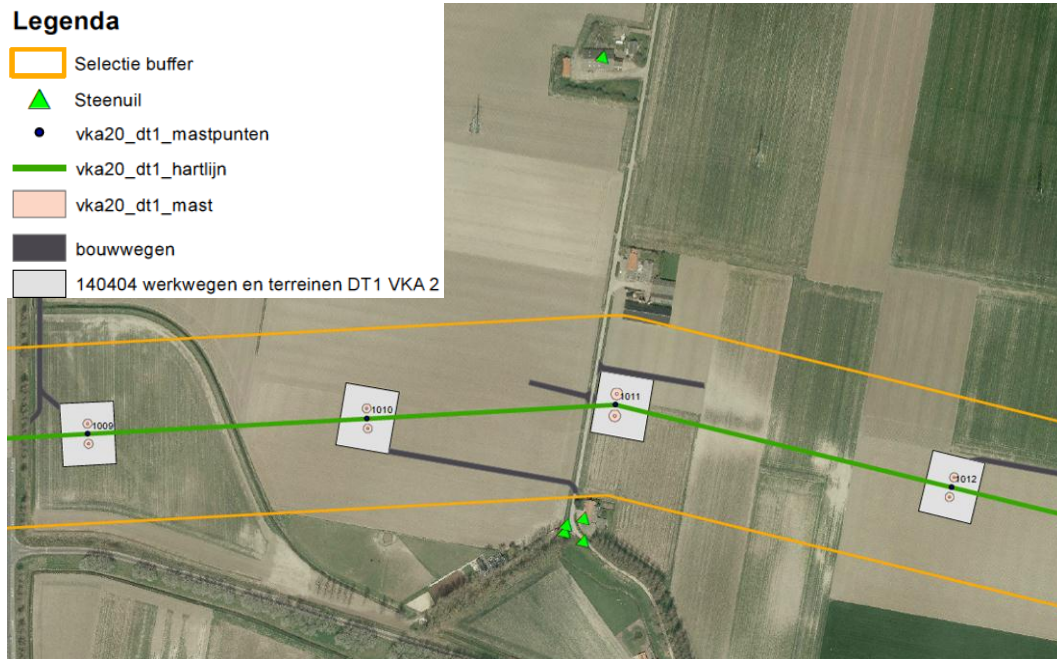 Legenda
Selectie buffer
Steenuil
vka20_dt1_mastpunten
vka20_dt1_hartlijn
vka20_dt1_mast
bouwwegen
140404 werkwegen en terreinen DT1 VKA 2
1009
1010
1011
1012